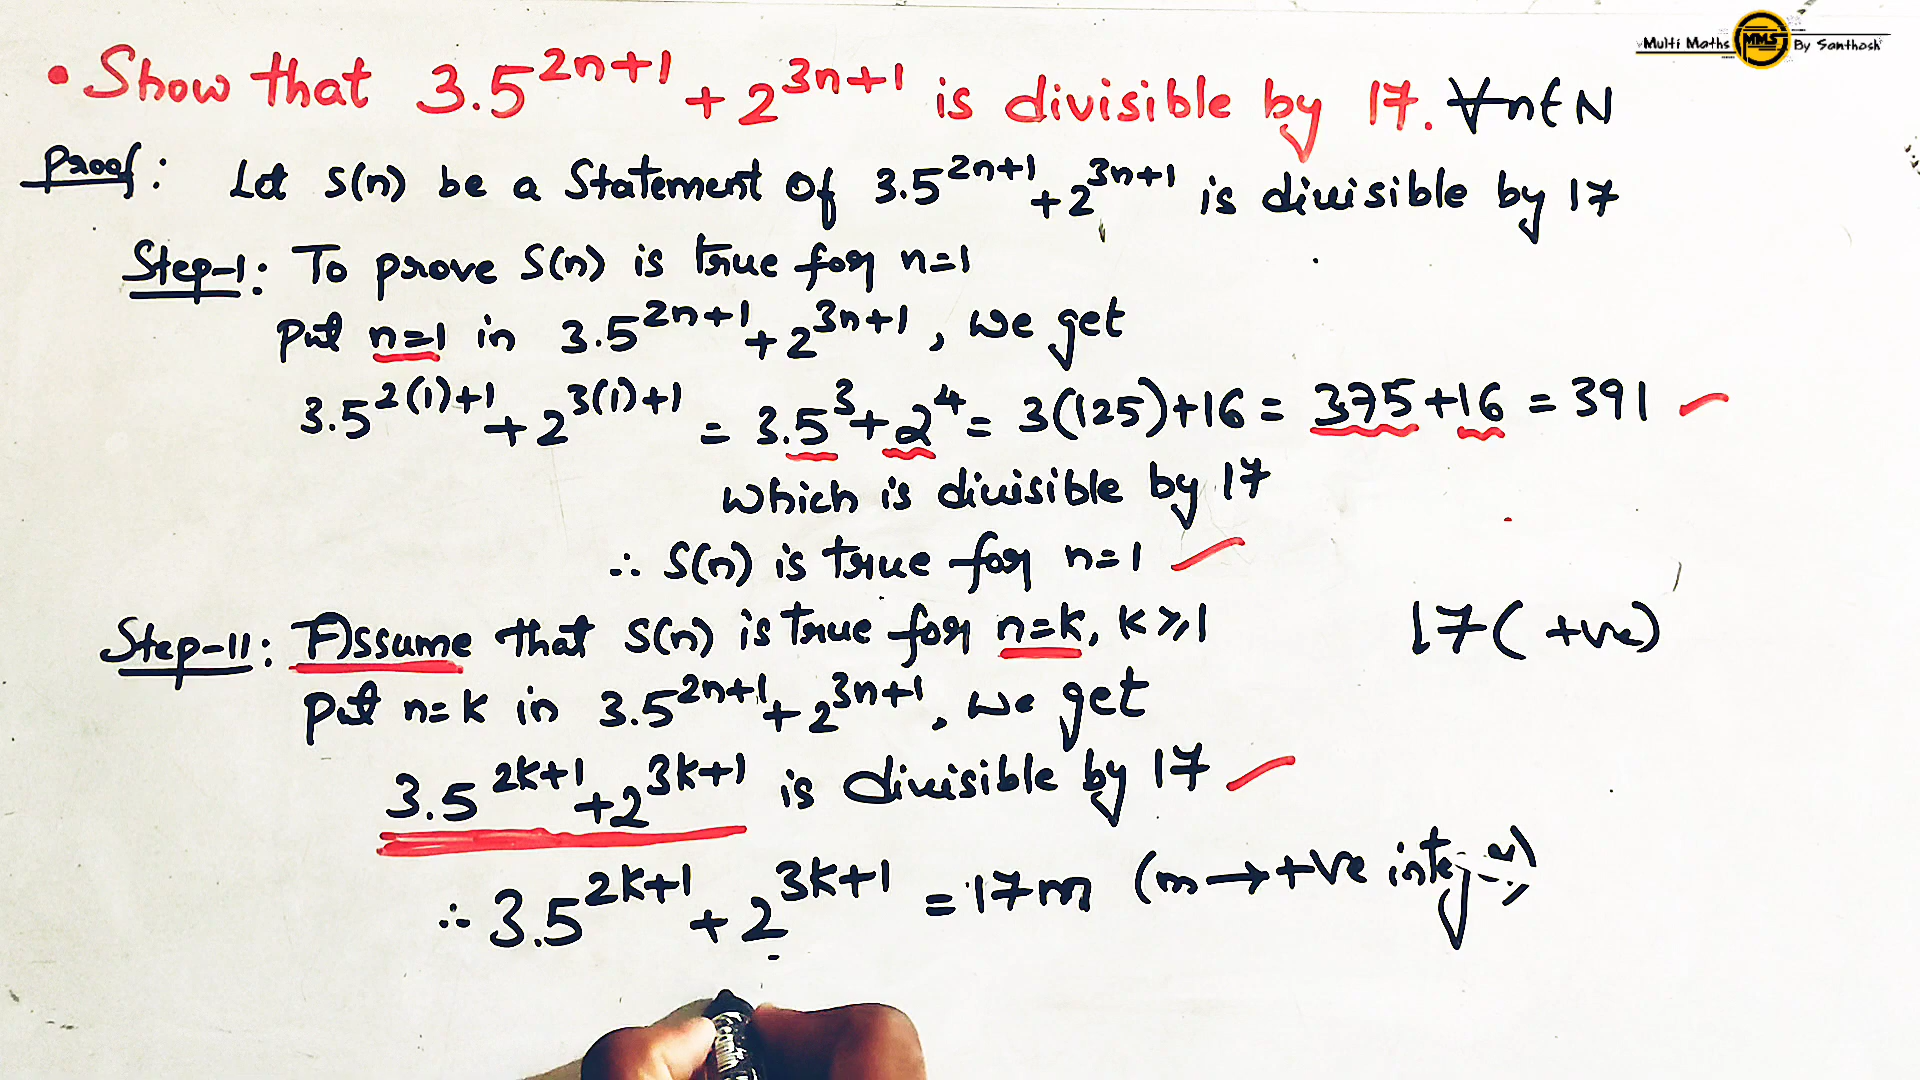 Multi Maths MMS By Santhosh
• Show that 3.5^{2n+1} + 2^{3n+1} is divisible by 17. ∀n∈N
Proof: Let S(n) be a Statement of 3.5^{2n+1} + 2^{3n+1} is divisible by 17
Step-I: To prove S(n) is true for n=1
Put n=1 in 3.5^{2n+1} + 2^{3n+1}, we get
3.5^{2(1)+1} + 2^{3(1)+1} = 3.5^3 + 2^4 = 3(125)+16 = 375+16 = 391
which is divisible by 17
∴ S(n) is true for n=1
Step-II: Assume that S(n) is true for n=k, k≥1
17( +ve)
Put n=k in 3.5^{2n+1} + 2^{3n+1}, we get
3.5^{2k+1} + 2^{3k+1} is divisible by 17
∴ 3.5^{2k+1} + 2^{3k+1} = 17m (m → +ve integer)